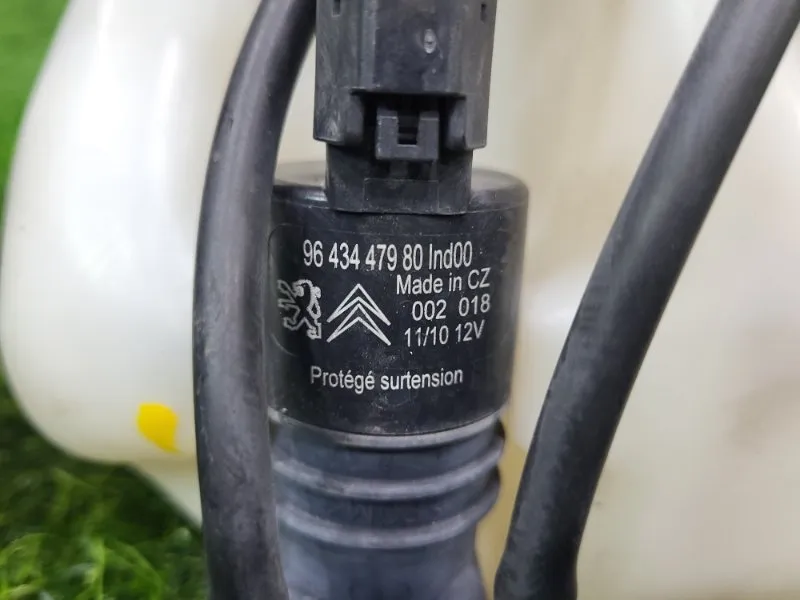 96 434 479 80 Ind00
Made in CZ
002 018
11/10 12V
Protégé surtension